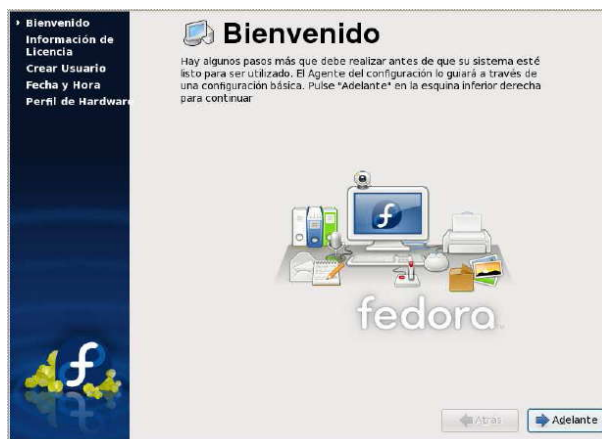 Bienvenido
Información de
Licencia
Crear Usuario
Fecha y Hora
Perfil de Hardware
Bienvenido
Hay algunos pasos más que debe realizar antes de que su sistema esté
listo para ser utilizado. El Agente del configuración lo guiará a través de
una configuración básica. Pulse "Adelante" en la esquina inferior derecha
para continuar
fedora
Atrás
Adelante